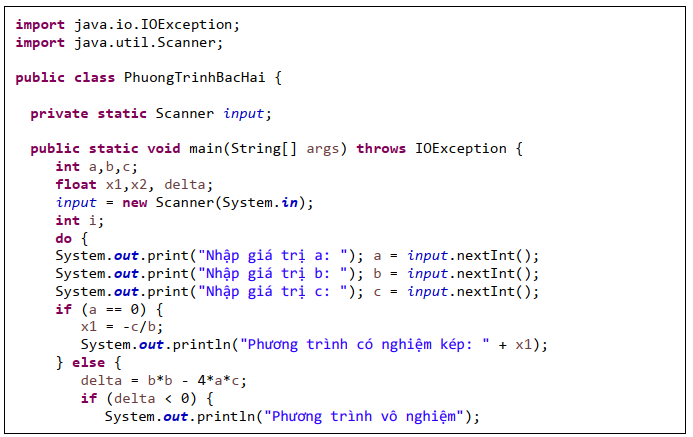 import java.io.IOException;
import java.util.Scanner;
public class PhuongTrinhBacHai {
private static Scanner input;
public static void main(String[] args) throws IOException {
int a,b,c;
float x1,x2, delta;
input = new Scanner(System.in);
int i;
do {
System.out.print("Nhập giá trị a: "); a = input.nextInt();
System.out.print("Nhập giá trị b: "); b = input.nextInt();
System.out.print("Nhập giá trị c: "); c = input.nextInt();
if (a == 0) {
x1 = -c/b;
System.out.println("Phương trình có nghiệm kép: " + x1);
} else {
delta = b*b - 4*a*c;
if (delta < 0) {
System.out.println("Phương trình vô nghiệm");